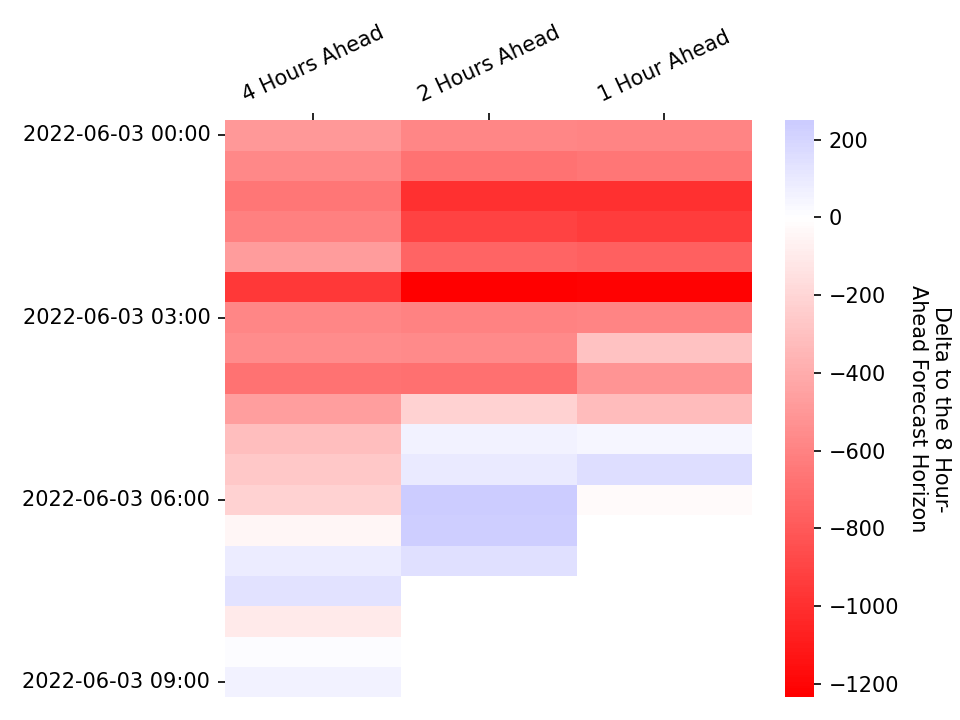 4 Hours Ahead
2 Hours Ahead
1 Hour Ahead
2022-06-03 00:00
2022-06-03 03:00
2022-06-03 06:00
2022-06-03 09:00
200
0
−200
−400
−600
−800
−1000
−1200
Delta to the 8 Hour-
Ahead Forecast Horizon